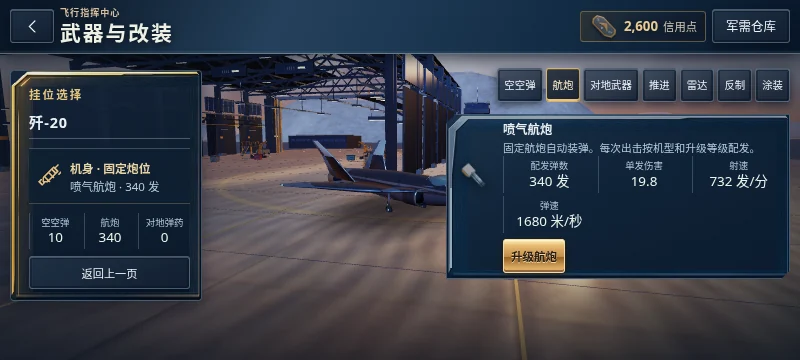 飞行指挥中心
武器与改装
2,600 信用点
军需仓库
挂位选择
歼-20
机身 · 固定炮位
喷气航炮 · 340 发
空空弹 航炮 对地弹药
10 340 0
返回上一页
空空弹 航炮 对地武器 推进 雷达 反制 涂装
喷气航炮
固定航炮自动装弹。每次出击按机型和升级等级配发。
配发弹数 单发伤害 射速
340 发 19.8 732 发/分
弹速
1680 米/秒
升级航炮